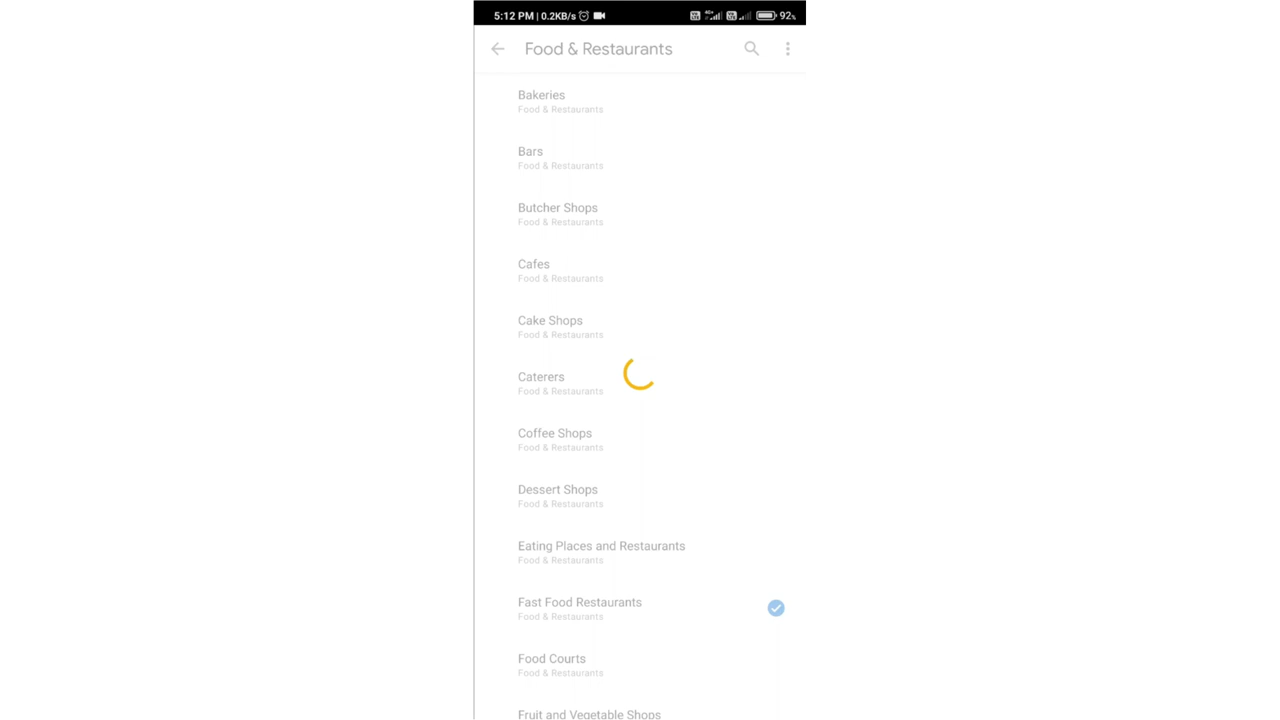 5:12 PM | 0.2KB/s 92%
Food & Restaurants
Bakeries
Food & Restaurants
Bars
Food & Restaurants
Butcher Shops
Food & Restaurants
Cafes
Food & Restaurants
Cake Shops
Food & Restaurants
Caterers
Food & Restaurants
Coffee Shops
Food & Restaurants
Dessert Shops
Food & Restaurants
Eating Places and Restaurants
Food & Restaurants
Fast Food Restaurants
Food & Restaurants
Food Courts
Food & Restaurants
Fruit and Vegetable Shops